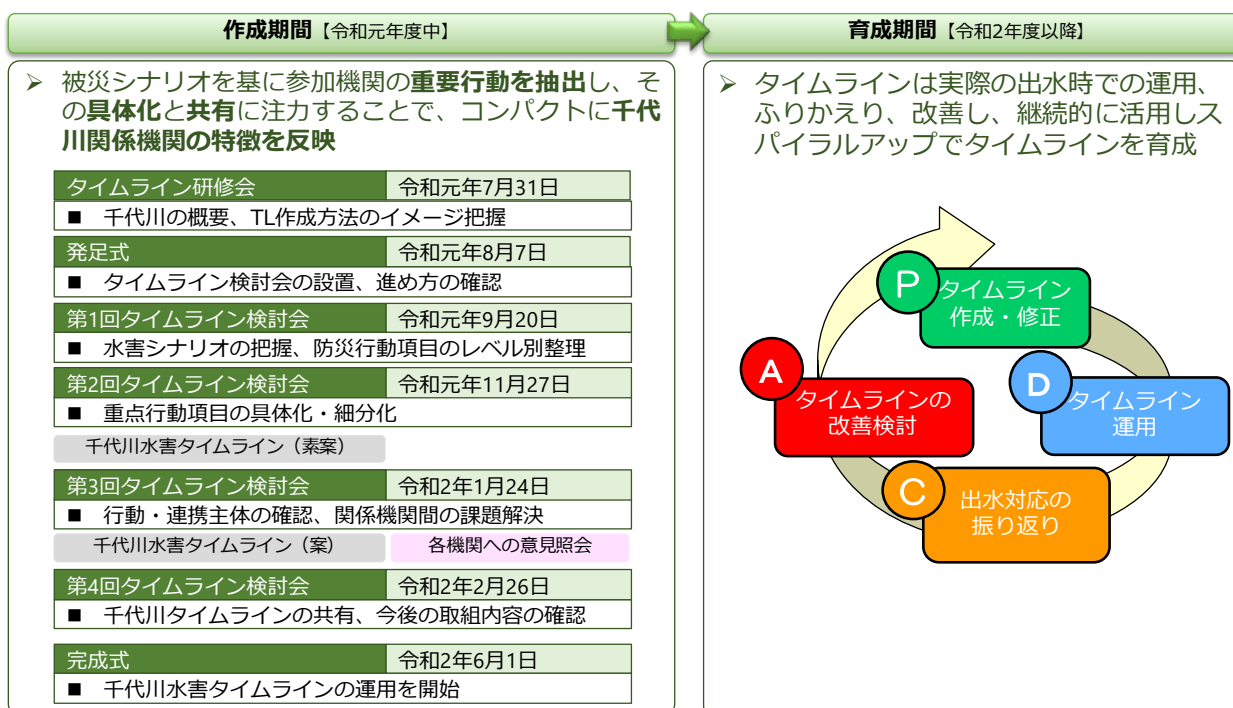 作成期間【令和元年度中】
➢ 被災シナリオを基に参加機関の重要行動を抽出し、そ
の具体化と共有に注力することで、コンパクトに千代
川関係機関の特徴を反映
タイムライン研修会 令和元年7月31日
■ 千代川の概要、TL作成方法のイメージ把握
発足式 令和元年8月7日
■ タイムライン検討会の設置、進め方の確認
第1回タイムライン検討会 令和元年9月20日
■ 水害シナリオの把握、防災行動項目のレベル別整理
第2回タイムライン検討会 令和元年11月27日
■ 重点行動項目の具体化・細分化
千代川水害タイムライン（素案）
第3回タイムライン検討会 令和2年1月24日
■ 行動・連携主体の確認、関係機関間の課題解決
千代川水害タイムライン（案） 各機関への意見照会
第4回タイムライン検討会 令和2年2月26日
■ 千代川タイムラインの共有、今後の取組内容の確認
完成式 令和2年6月1日
■ 千代川水害タイムラインの運用を開始
育成期間【令和2年度以降】
➢ タイムラインは実際の出水時での運用、
ふりかえり、改善し、継続的に活用しス
パイラルアップでタイムラインを育成
P
タイムライン
作成・修正
D
タイムライン
運用
C
出水対応の
振り返り
A
タイムラインの
改善検討